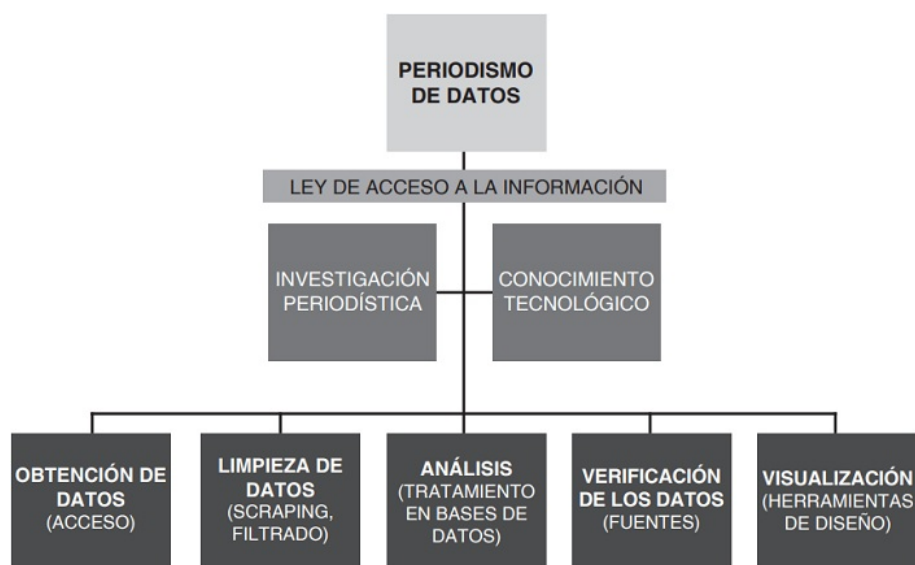 PERIODISMO
DE DATOS
LEY DE ACCESO A LA INFORMACIÓN
INVESTIGACIÓN
PERIODÍSTICA
CONOCIMIENTO
TECNOLÓGICO
OBTENCIÓN DE
DATOS
(ACCESO)
LIMPIEZA DE
DATOS
(SCRAPING,
FILTRADO)
ANÁLISIS
(TRATAMIENTO
EN BASES DE
DATOS)
VERIFICACIÓN
DE LOS DATOS
(FUENTES)
VISUALIZACIÓN
(HERRAMIENTAS
DE DISEÑO)